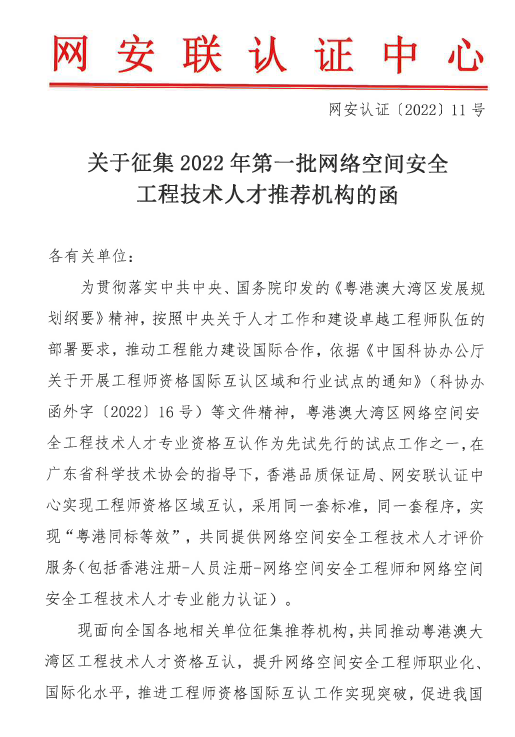 网安联认证中心
网安认证〔2022〕11号
关于征集 2022 年第一批网络空间安全
工程技术人才推荐机构的函
各有关单位：
为贯彻落实中共中央、国务院印发的《粤港澳大湾区发展规
划纲要》精神，按照中央关于人才工作和建设卓越工程师队伍的
部署要求，推动工程能力建设国际合作，依据《中国科协办公厅
关于开展工程师资格国际互认区域和行业试点的通知》（科协办
函外字〔2022〕16号）等文件精神，粤港澳大湾区网络空间安
全工程技术人才专业资格互认作为先试先行的试点工作之一，在
广东省科学技术协会的指导下，香港品质保证局、网安联认证中
心实现工程师资格区域互认，采用同一套标准，同一套程序，实
现“粤港同标等效”，共同提供网络空间安全工程技术人才评价
服务（包括香港注册-人员注册-网络空间安全工程师和网络空间
安全工程技术人才专业能力认证）。
现面向全国各地相关单位征集推荐机构，共同推动粤港澳大
湾区工程技术人才资格互认，提升网络空间安全工程师职业化、
国际化水平，推进工程师资格国际互认工作实现突破，促进我国